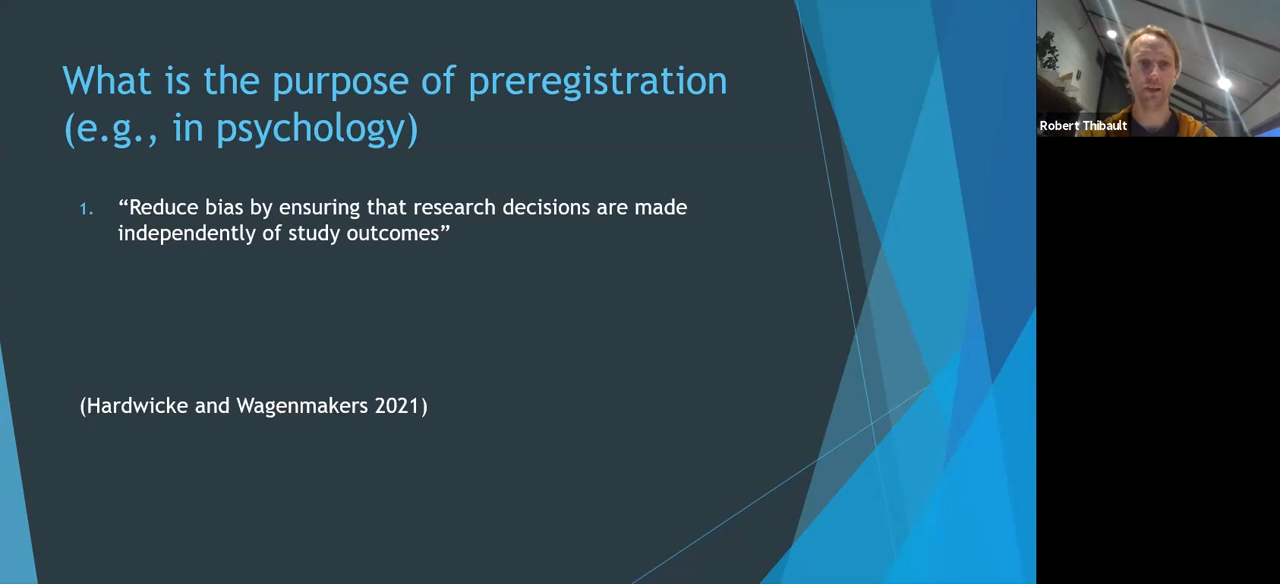 What is the purpose of preregistration
(e.g., in psychology)
1. “Reduce bias by ensuring that research decisions are made
independently of study outcomes”
(Hardwicke and Wagenmakers 2021)
Robert Thibault